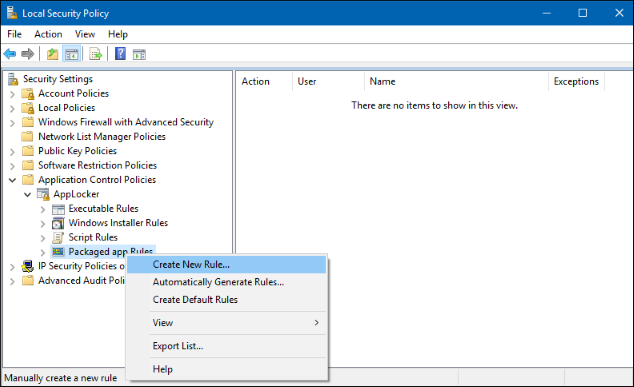 Local Security Policy
File Action View Help
Security Settings
Account Policies
Local Policies
Windows Firewall with Advanced Security
Network List Manager Policies
Public Key Policies
Software Restriction Policies
Application Control Policies
AppLocker
Executable Rules
Windows Installer Rules
Script Rules
Packaged app Rules
IP Security Policies o
Advanced Audit Poli
Action User Name Exceptions
There are no items to show in this view.
Create New Rule...
Automatically Generate Rules...
Create Default Rules
View
Export List...
Help
Manually create a new rule